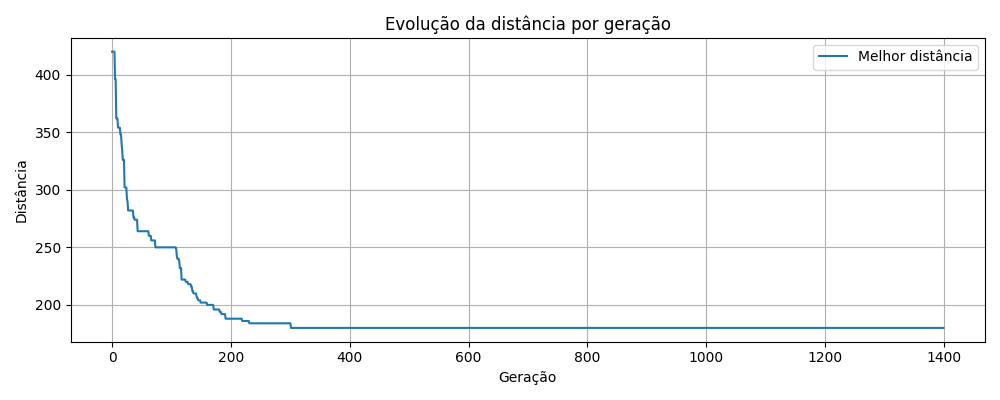 Evolução da distância por geração
Melhor distância
Distância
400
350
300
250
200
0 200 400 600 800 1000 1200 1400
Geração